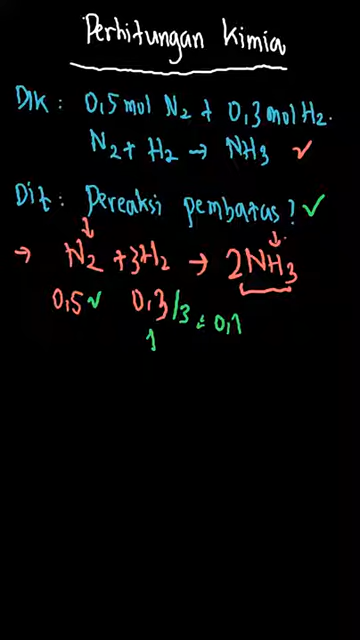 Perhitungan Kimia
Dik : 0,5 mol N2 + 0,3 mol H2.
N2 + H2 → NH3 ✓
Dit : Pereaksi pembatas ? ✓
→ N2 + 3H2 → 2NH3
0,5 ✓ 0,3 /3 = 0,1
1